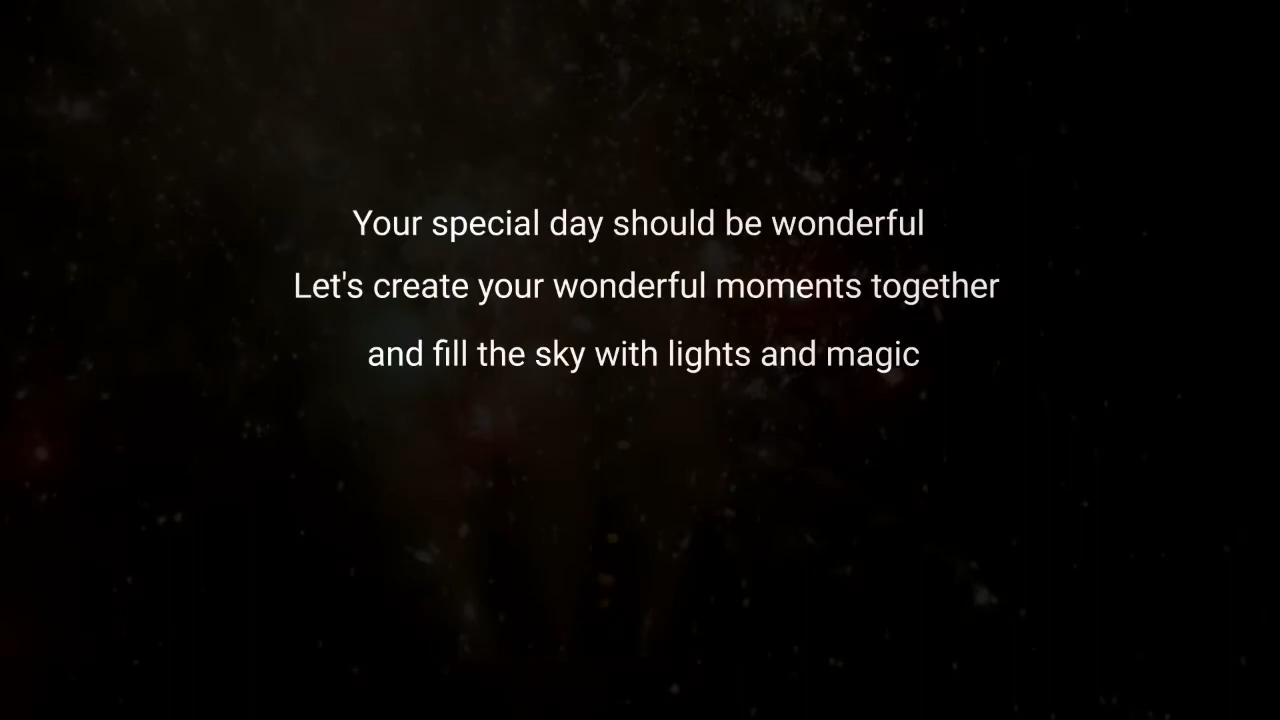 Your special day should be wonderful
Let's create your wonderful moments together
and fill the sky with lights and magic